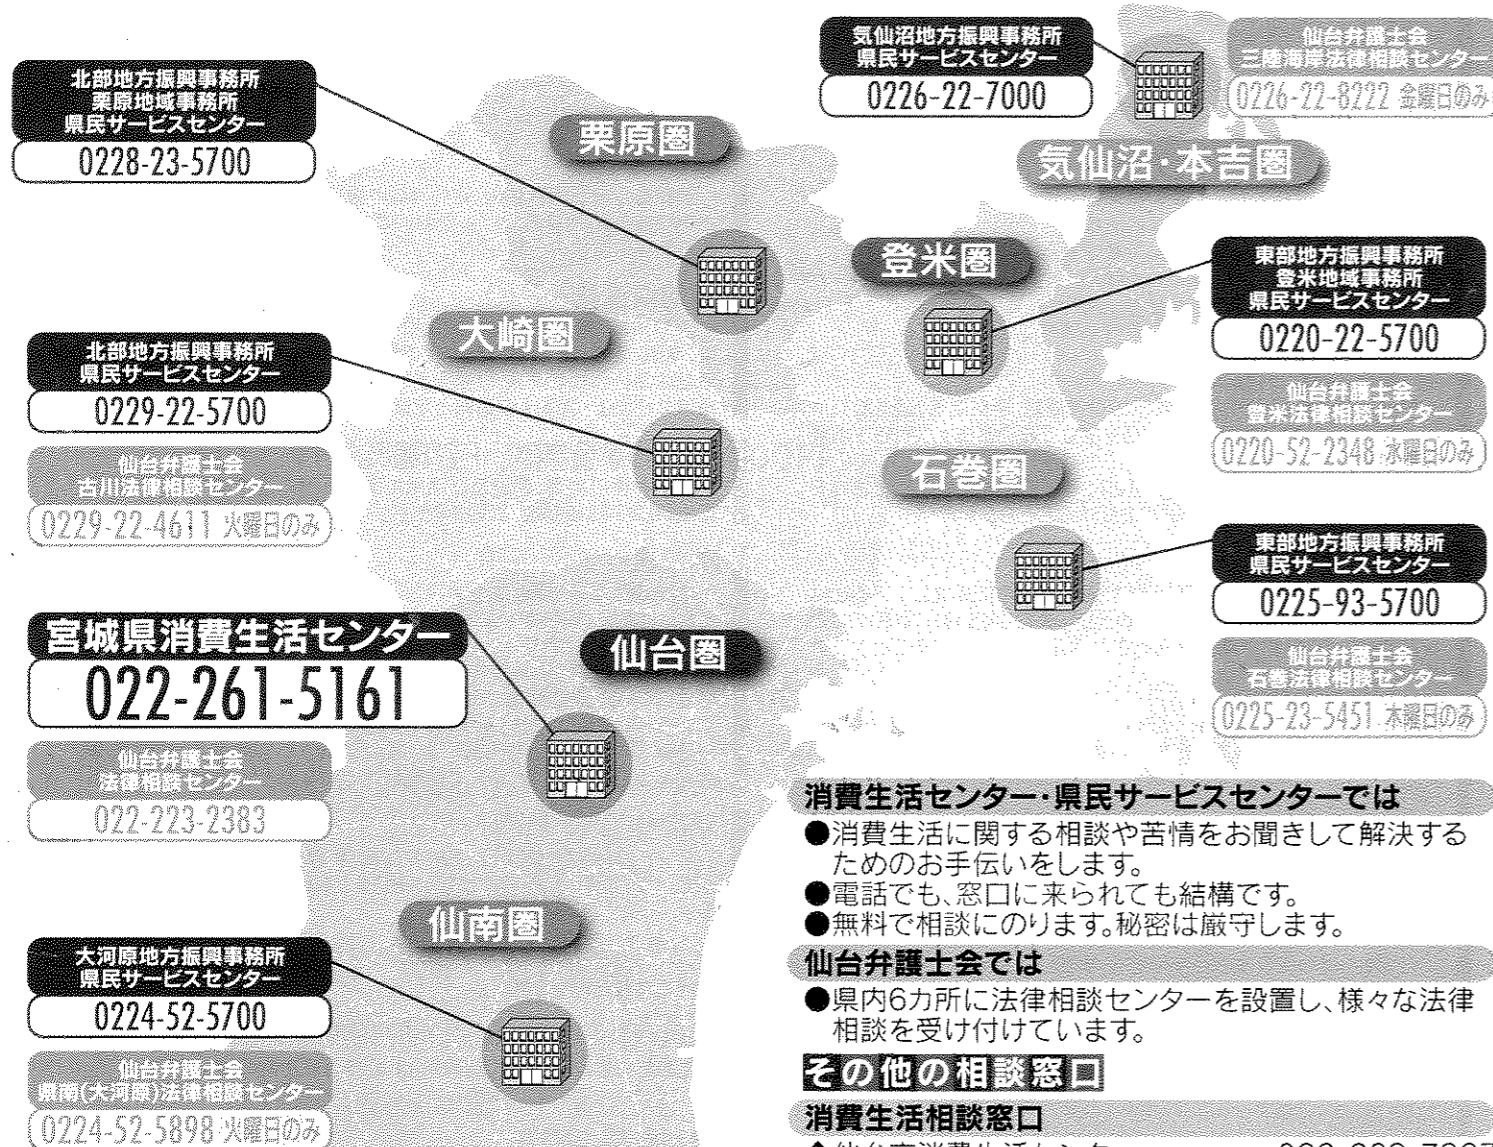 北部地方振興事務所
栗原地域事務所
県民サービスセンター
0228-23-5700
栗原圏
気仙沼地方振興事務所
県民サービスセンター
0226-22-7000
仙台弁護士会
三陸海岸法律相談センター
0226-22-8222 金曜日のみ
気仙沼・本吉圏
登米圏
東部地方振興事務所
登米地域事務所
県民サービスセンター
0220-22-5700
仙台弁護士会
登米法律相談センター
0220-52-2348 水曜日のみ
大崎圏
北部地方振興事務所
県民サービスセンター
0229-22-5700
仙台弁護士会
古川法律相談センター
0229-22-4611 火曜日のみ
石巻圏
東部地方振興事務所
県民サービスセンター
0225-93-5700
仙台弁護士会
石巻法律相談センター
0225-23-5451 木曜日のみ
宮城県消費生活センター
022-261-5161
仙台圏
仙台弁護士会
法律相談センター
022-223-2383
仙南圏
大河原地方振興事務所
県民サービスセンター
0224-52-5700
仙台弁護士会
県南(大河原)法律相談センター
0224-52-5898 火曜日のみ
消費生活センター・県民サービスセンターでは
●消費生活に関する相談や苦情をお聞きして解決する
ためのお手伝いをします。
●電話でも、窓口に来られても結構です。
●無料で相談にのります。秘密は厳守します。
仙台弁護士会では
●県内6カ所に法律相談センターを設置し、様々な法律
相談を受け付けています。
その他の相談窓口
消費生活相談窓口